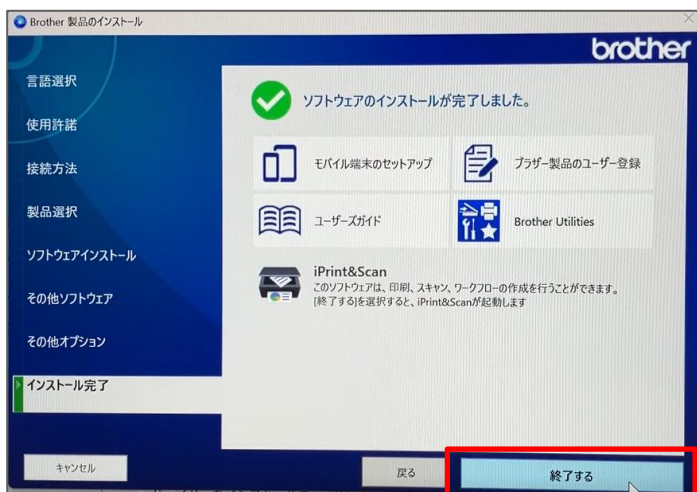 Brother 製品のインストール
brother
言語選択
使用許諾
接続方法
製品選択
ソフトウェアインストール
その他ソフトウェア
その他オプション
インストール完了
ソフトウェアのインストールが完了しました。
モバイル端末のセットアップ
ブラザー製品のユーザー登録
ユーザーズガイド
Brother Utilities
iPrint&Scan
このソフトウェアは、印刷、スキャン、ワークフローの作成を行うことができます。
[終了する]を選択すると、iPrint&Scanが起動します
キャンセル
戻る
終了する